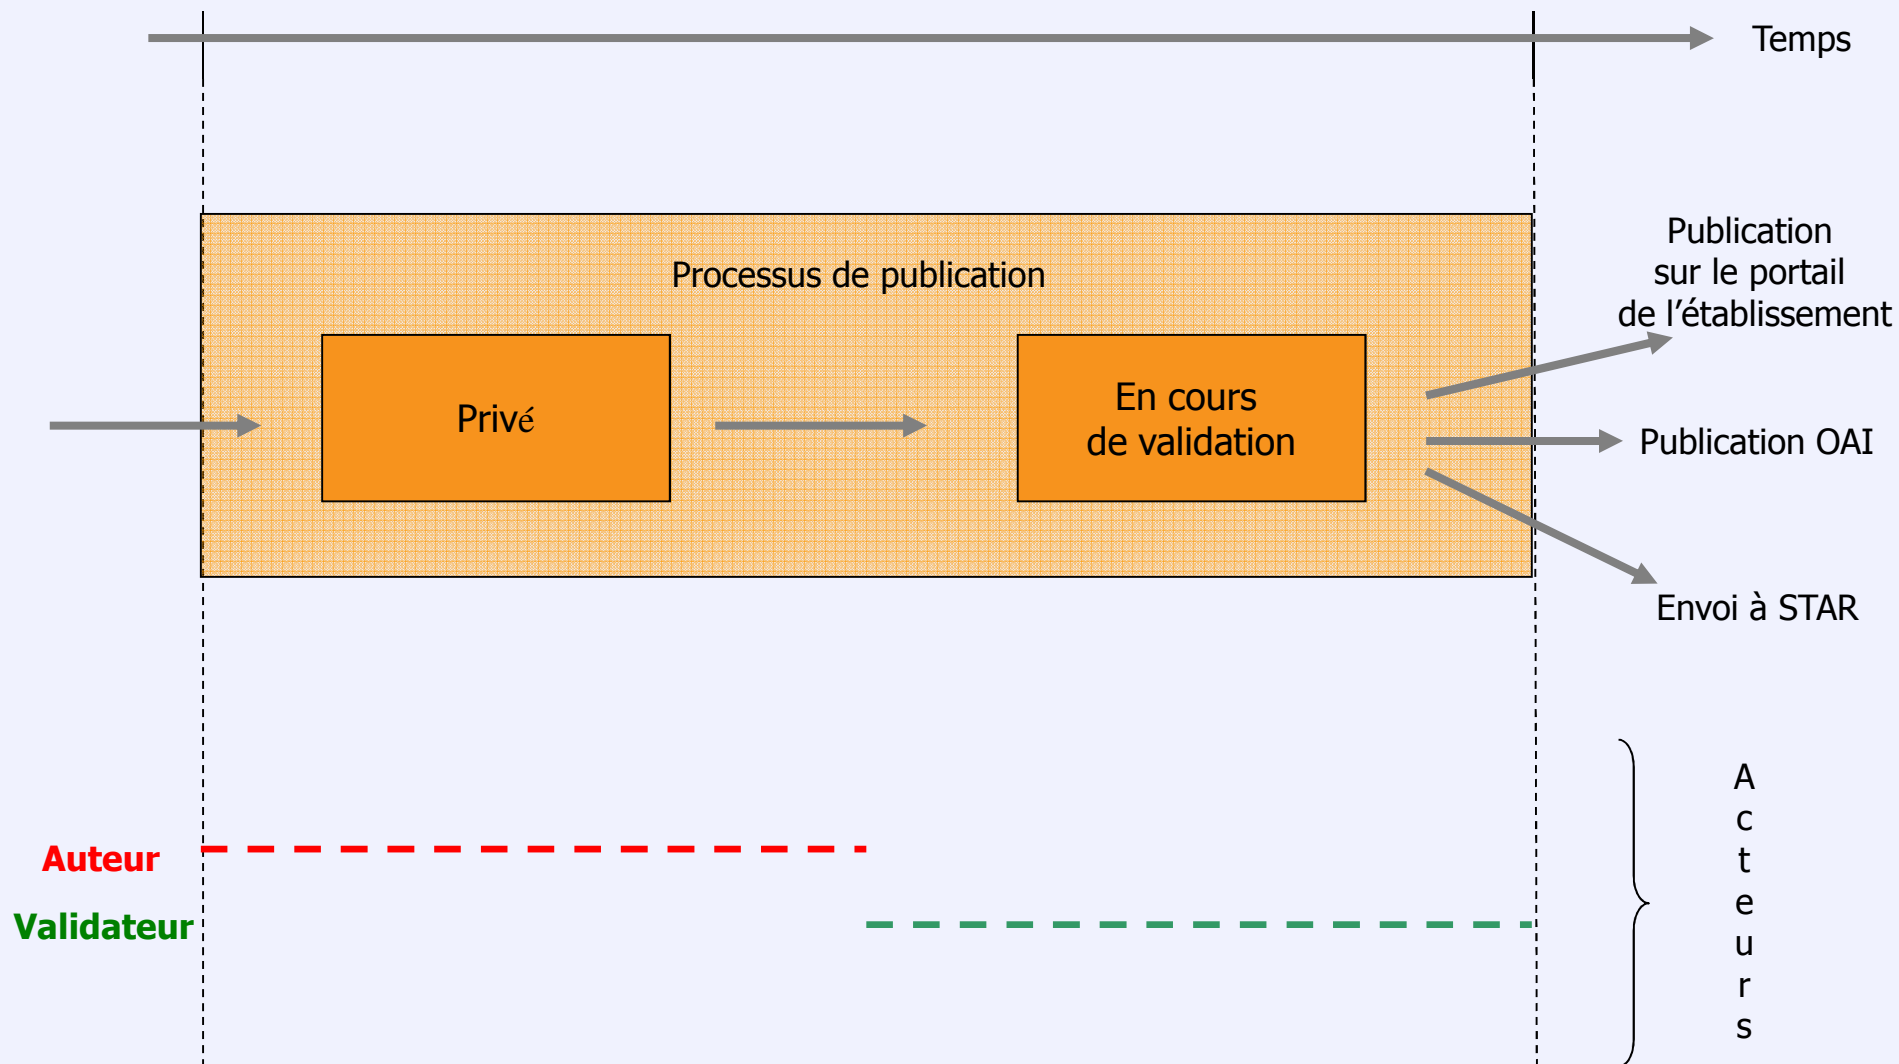 Temps
Processus de publication
Privé
En cours
de validation
Publication
sur le portail
de l’établissement
Publication OAI
Envoi à STAR
Auteur
Validateur
A
c
t
e
u
r
s